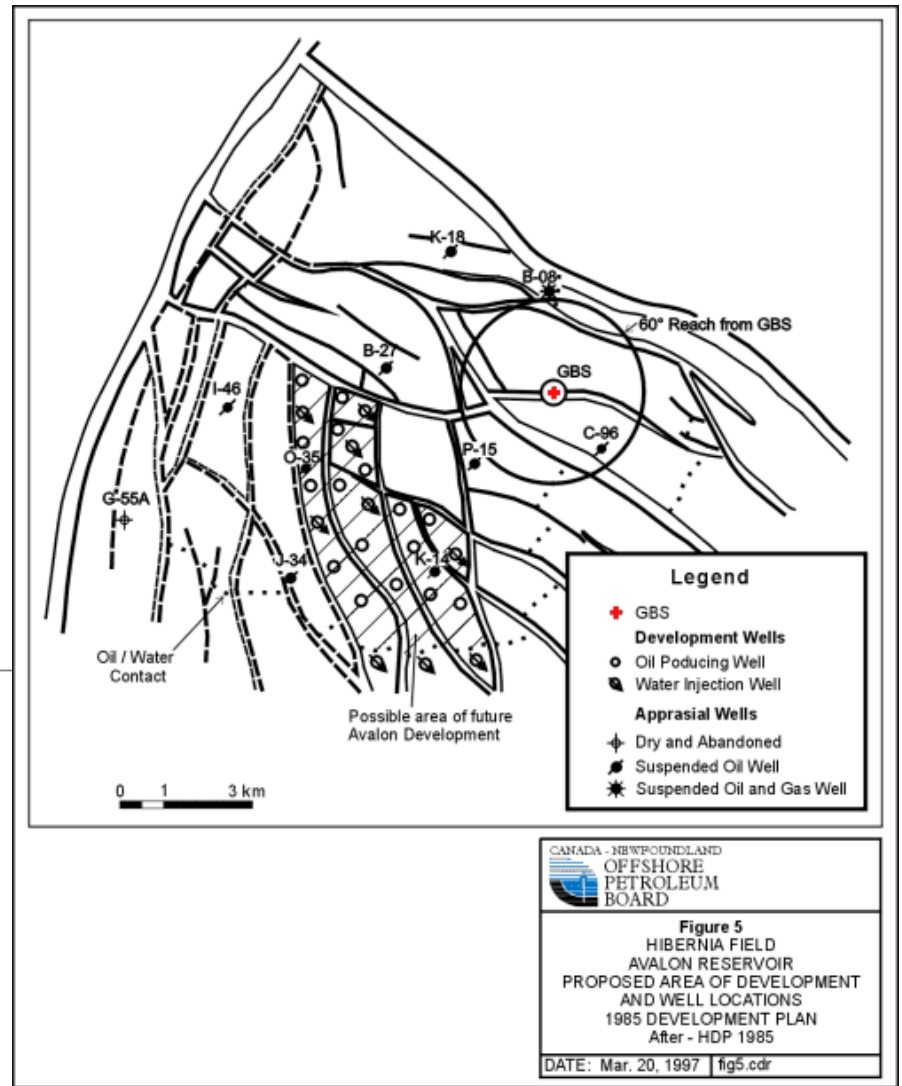 K-18
B-08
60° Reach from GBS
GBS
B-27
I-46
C-96
O-35
P-15
G-55A
K-14
J-34
Oil / Water
Contact
Possible area of future
Avalon Development
0 1 3 km
Legend
GBS
Development Wells
Oil Poducing Well
Water Injection Well
Apprasial Wells
Dry and Abandoned
Suspended Oil Well
Suspended Oil and Gas Well
CANADA - NEWFOUNDLAND
OFFSHORE
PETROLEUM
BOARD
Figure 5
HIBERNIA FIELD
AVALON RESERVOIR
PROPOSED AREA OF DEVELOPMENT
AND WELL LOCATIONS
1985 DEVELOPMENT PLAN
After - HDP 1985
DATE: Mar. 20, 1997 fig5.cdr